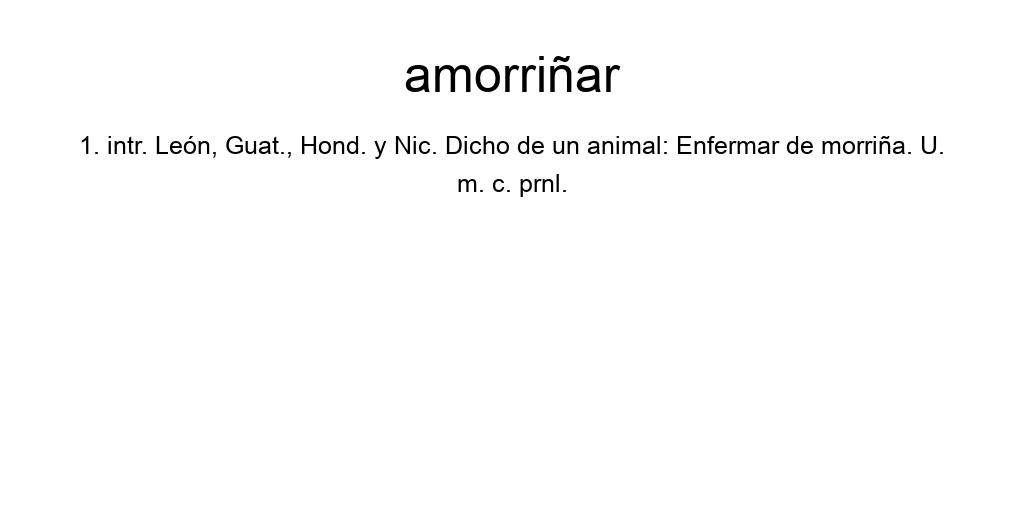 amorriñar
1. intr. León, Guat., Hond. y Nic. Dicho de un animal: Enfermar de morriña. U.
m. c. prnl.